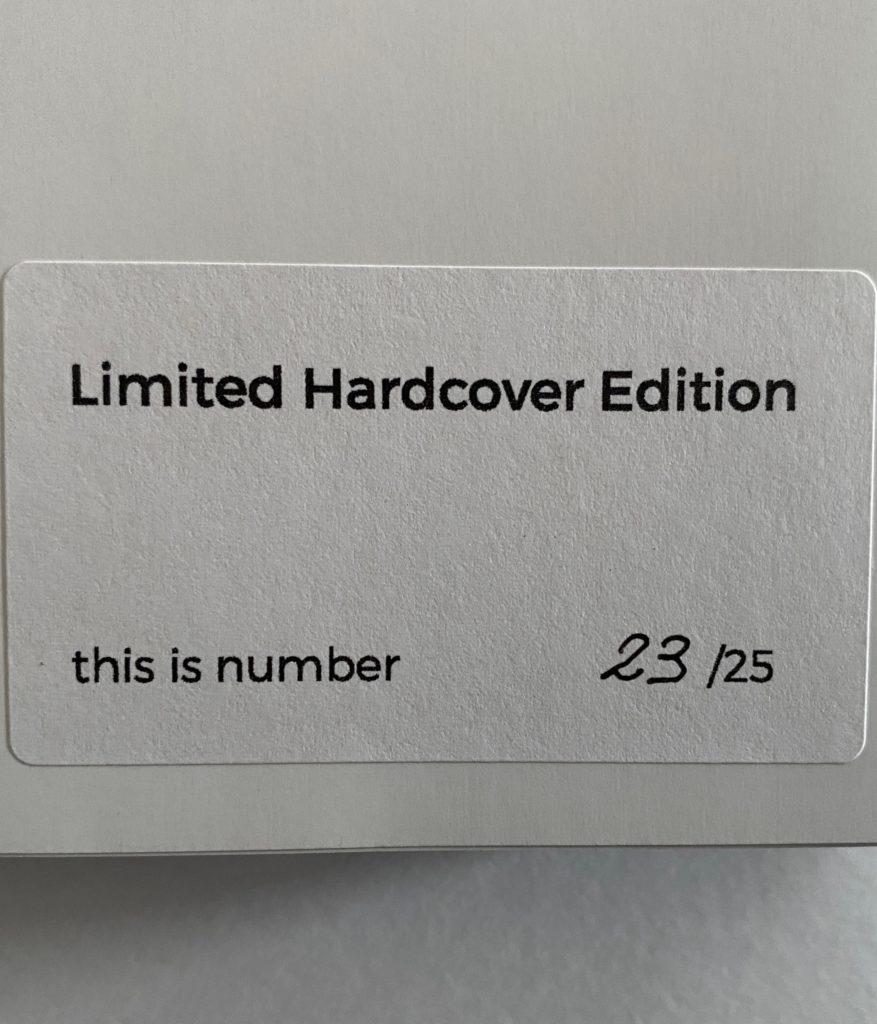 Limited Hardcover Edition
this is number 23 /25